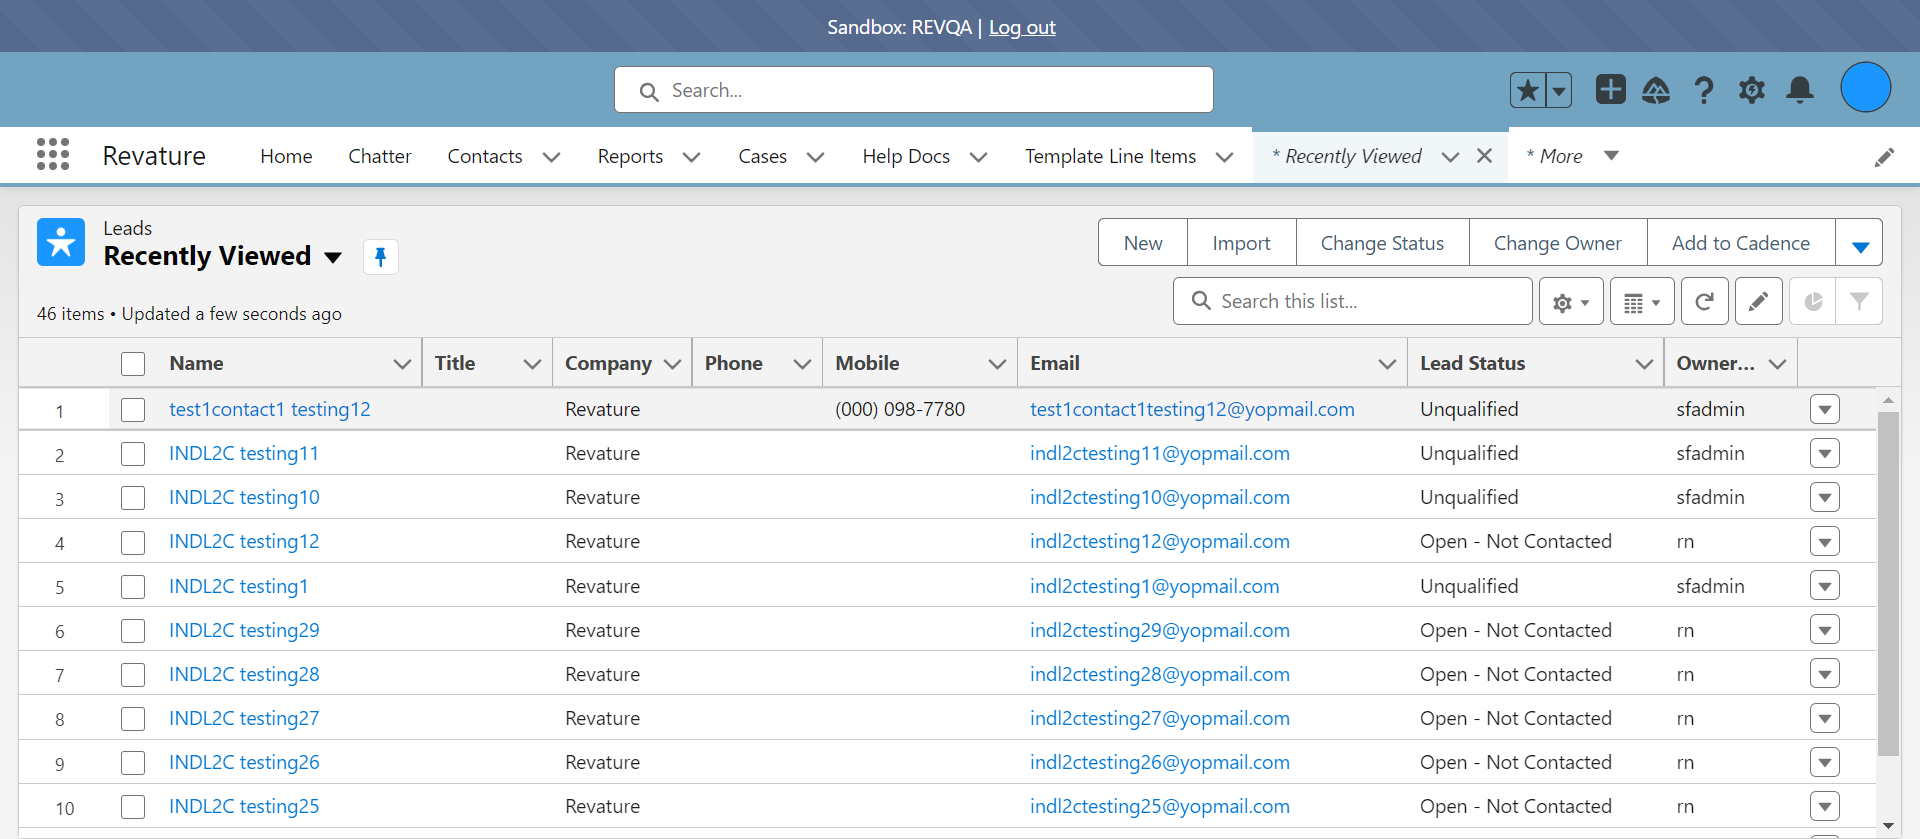 Sandbox: REVQA | Log out
Search...
Revature Home Chatter Contacts Reports Cases Help Docs Template Line Items * Recently Viewed * More
Leads
Recently Viewed
New Import Change Status Change Owner Add to Cadence
46 items • Updated a few seconds ago
Search this list...
Name Title Company Phone Mobile Email Lead Status Owner...
1 test1contact1 testing12 Revature (000) 098-7780 test1contact1testing12@yopmail.com Unqualified sfadmin
2 INDL2C testing11 Revature indl2ctesting11@yopmail.com Unqualified sfadmin
3 INDL2C testing10 Revature indl2ctesting10@yopmail.com Unqualified sfadmin
4 INDL2C testing12 Revature indl2ctesting12@yopmail.com Open - Not Contacted rn
5 INDL2C testing1 Revature indl2ctesting1@yopmail.com Unqualified sfadmin
6 INDL2C testing29 Revature indl2ctesting29@yopmail.com Open - Not Contacted rn
7 INDL2C testing28 Revature indl2ctesting28@yopmail.com Open - Not Contacted rn
8 INDL2C testing27 Revature indl2ctesting27@yopmail.com Open - Not Contacted rn
9 INDL2C testing26 Revature indl2ctesting26@yopmail.com Open - Not Contacted rn
10 INDL2C testing25 Revature indl2ctesting25@yopmail.com Open - Not Contacted rn